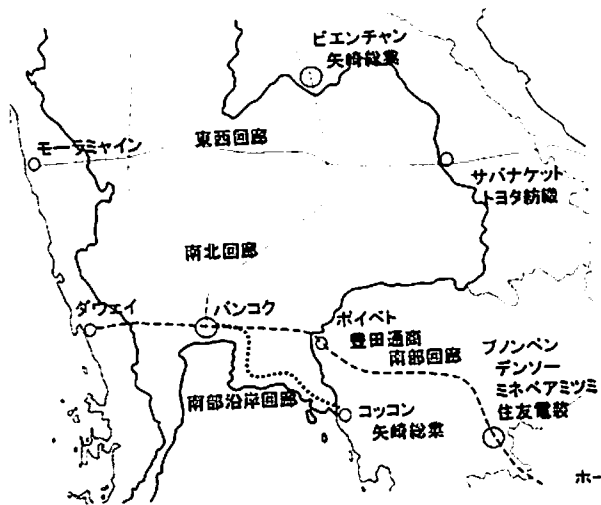 ビエンチャン
矢崎総業
東西回廊
モーラミャイン
サバナケット
トヨタ紡織
南北回廊
ダウェイ
バンコク
ポイペト
豊田通商
南部回廊
プノンペン
デンソー
ミネベアミツミ
住友電装
南部沿岸回廊
コッコン
矢崎総業
ホー